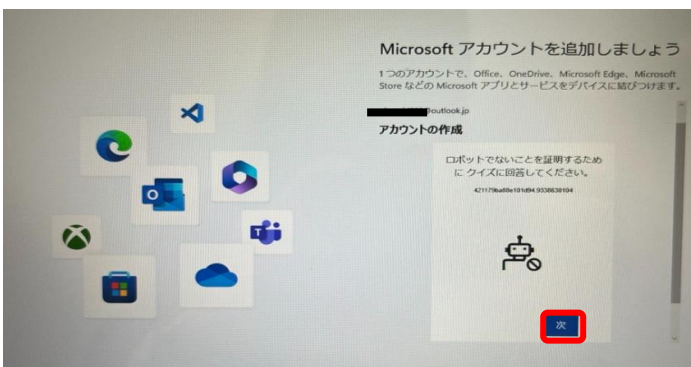 Microsoft アカウントを追加しましょう
1 つのアカウントで、Office、OneDrive、Microsoft Edge、Microsoft
Store などの Microsoft アプリとサービスをデバイスに結びつけます。
@outlook.jp
アカウントの作成
ロボットでないことを証明するため
に クイズに回答してください。
次